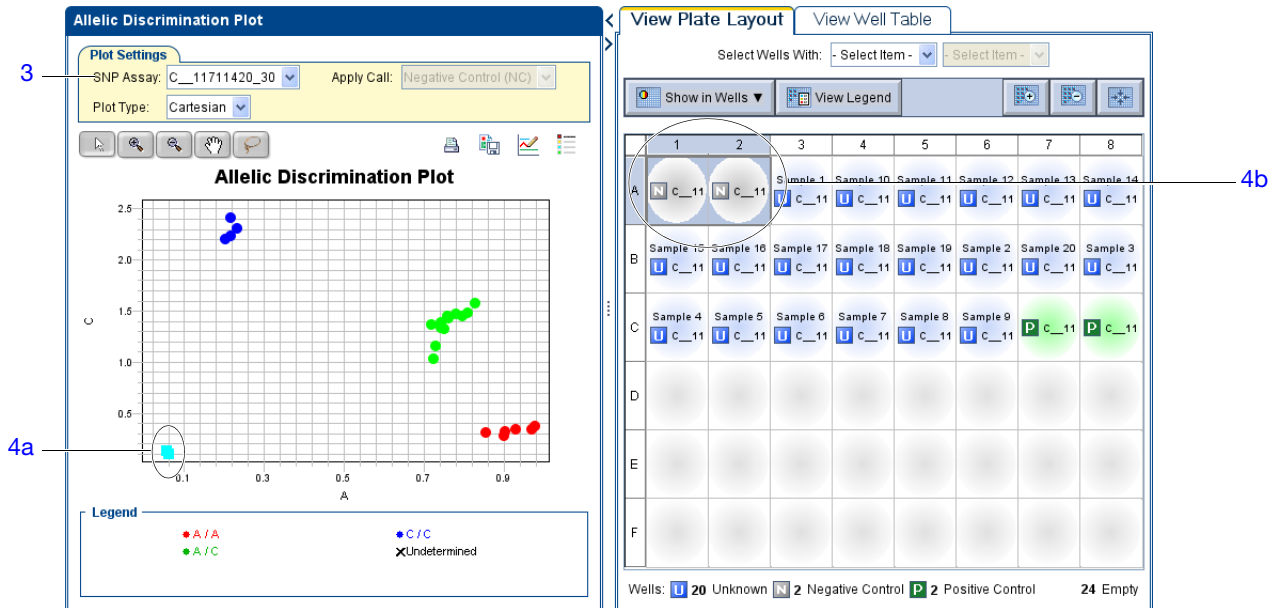 Allelic Discrimination Plot
Plot Settings
3
SNP Assay: C__11711420_30
Apply Call: Negative Control (NC)
Plot Type: Cartesian
Allelic Discrimination Plot
2.5
2.0
1.5
C
1.0
0.5
4a
0.1 0.3 0.5 0.7 0.9
A
Legend
A / A
C / C
A / C
Undetermined
View Plate Layout
View Well Table
Select Wells With: - Select Item - - Select Item -
Show in Wells ▼
View Legend
1 2 3 4 5 6 7 8
4b
Sample 1 Sample 10 Sample 11 Sample 12 Sample 13 Sample 14
A N C__11 N C__11 U C__11 U C__11 U C__11 U C__11 U C__11 U C__11
Sample 15 Sample 16 Sample 17 Sample 18 Sample 19 Sample 2 Sample 20 Sample 3
B U C__11 U C__11 U C__11 U C__11 U C__11 U C__11 U C__11 U C__11
Sample 4 Sample 5 Sample 6 Sample 7 Sample 8 Sample 9
C U C__11 U C__11 U C__11 U C__11 U C__11 U C__11 P C__11 P C__11
D
E
F
Wells: U 20 Unknown N 2 Negative Control P 2 Positive Control 24 Empty